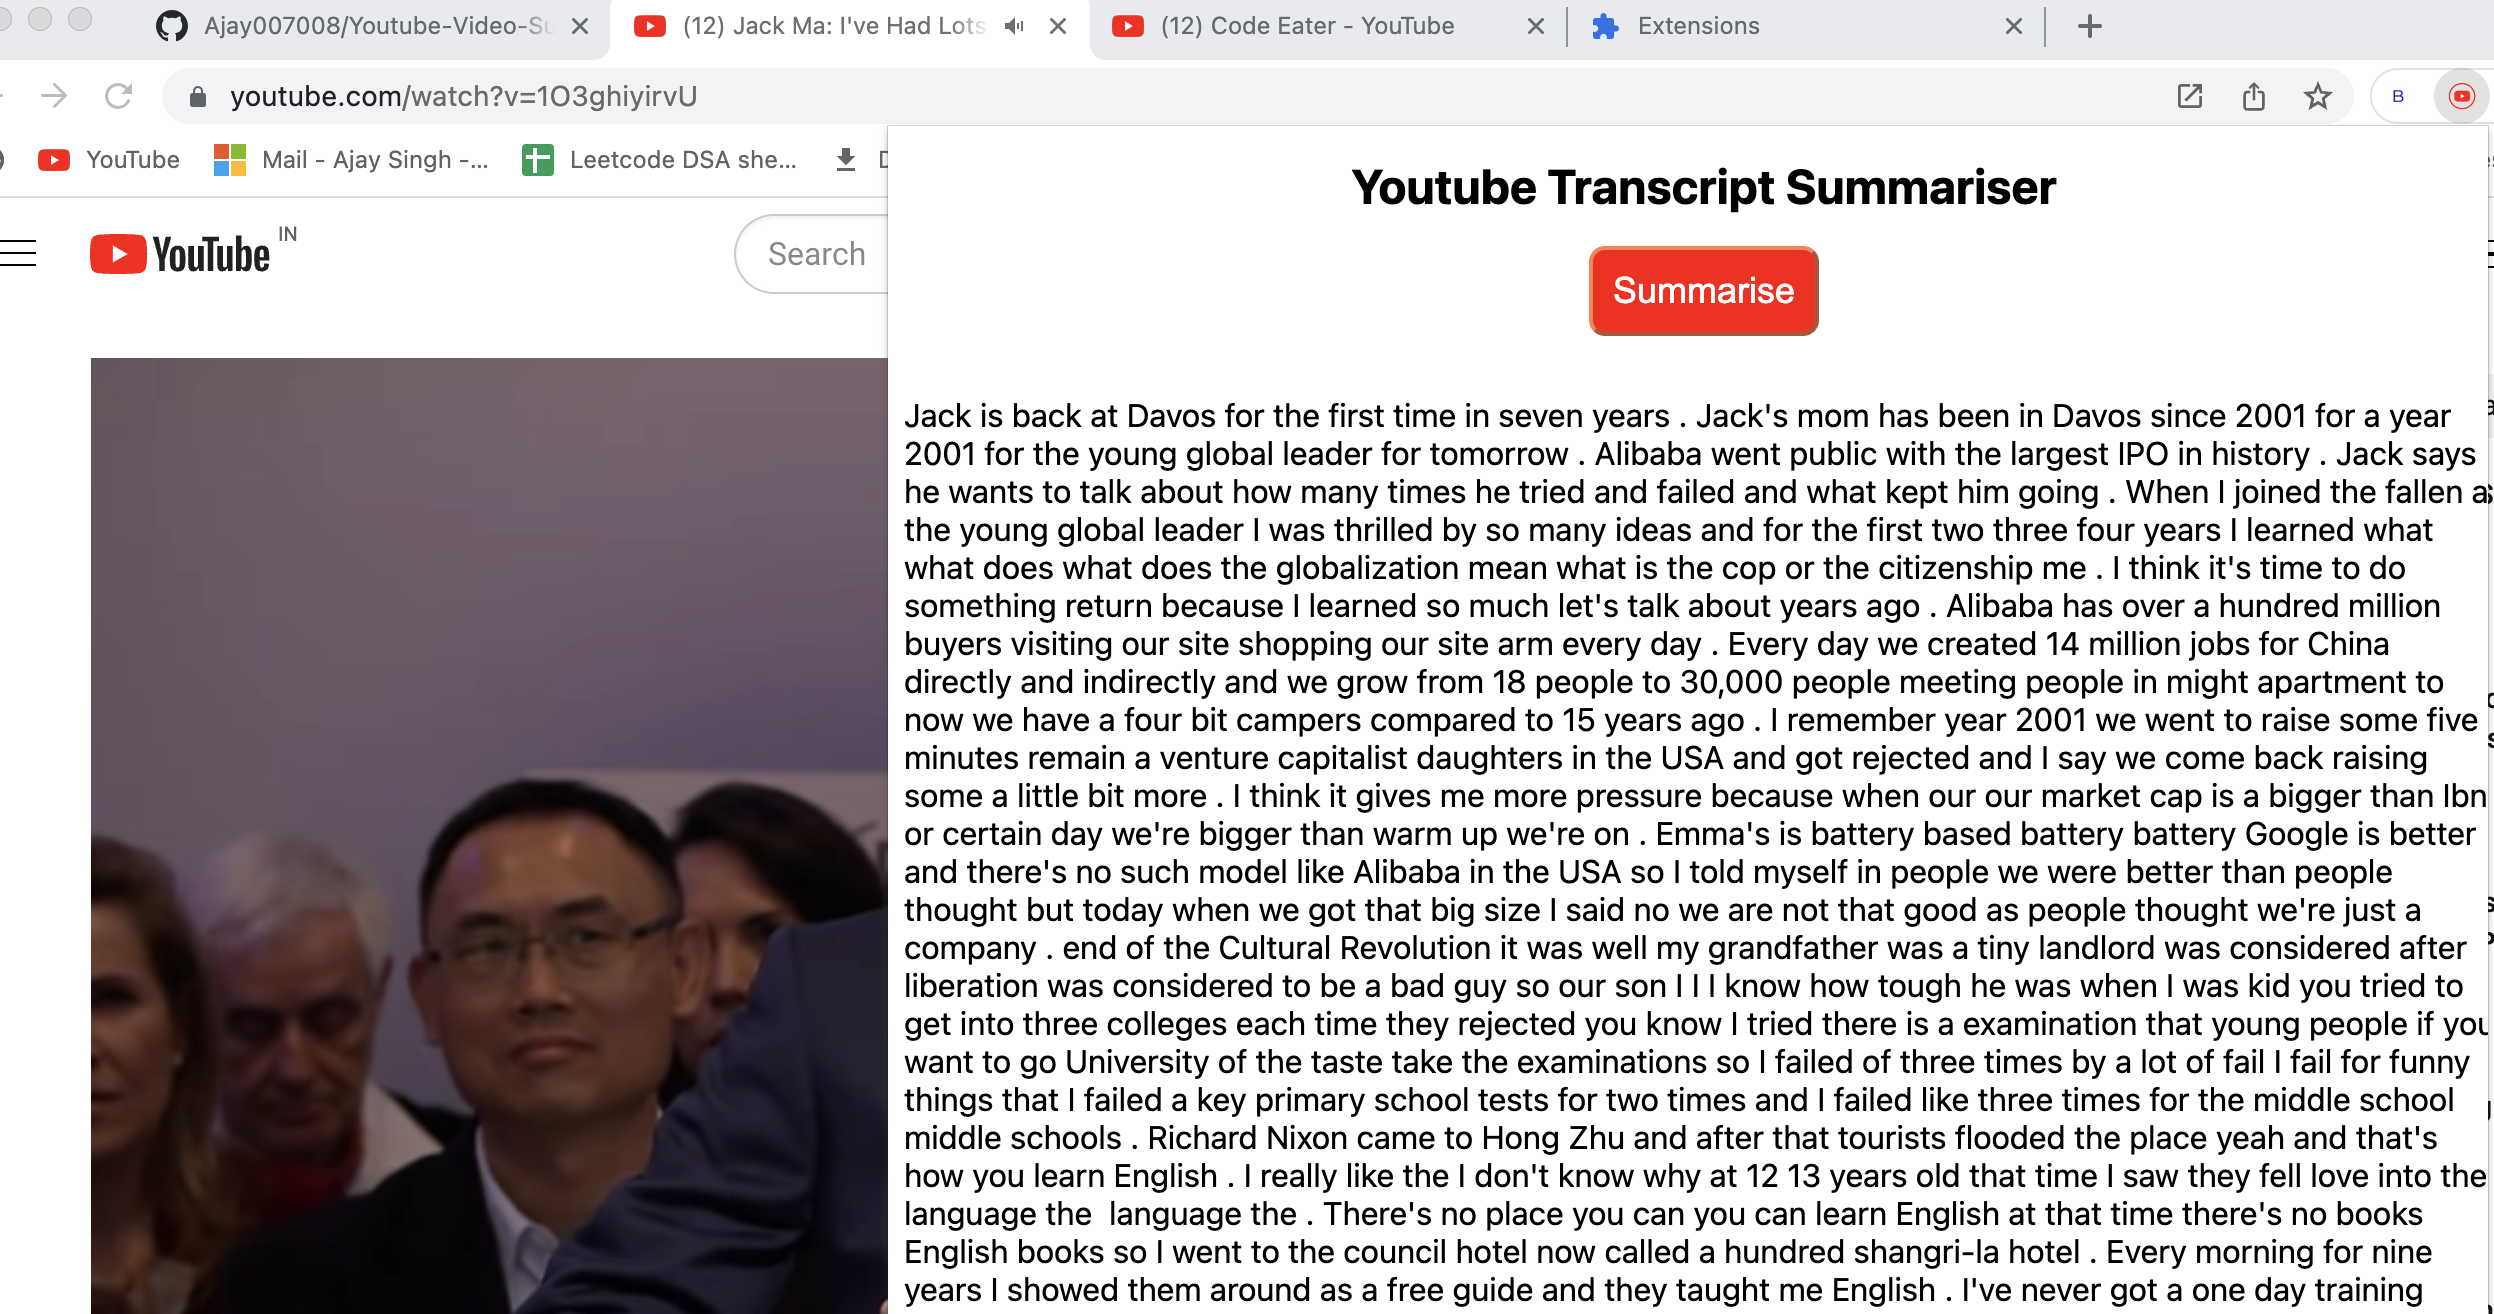 Ajay007008/Youtube-Video-Su
(12) Jack Ma: I've Had Lots
(12) Code Eater - YouTube
Extensions
youtube.com/watch?v=1O3ghiyirvU
B
YouTube
Mail - Ajay Singh -...
Leetcode DSA she...
YouTube IN
Search
Youtube Transcript Summariser
Summarise
Jack is back at Davos for the first time in seven years . Jack's mom has been in Davos since 2001 for a year
2001 for the young global leader for tomorrow . Alibaba went public with the largest IPO in history . Jack says
he wants to talk about how many times he tried and failed and what kept him going . When I joined the fallen as
the young global leader I was thrilled by so many ideas and for the first two three four years I learned what
what does what does the globalization mean what is the cop or the citizenship me . I think it's time to do
something return because I learned so much let's talk about years ago . Alibaba has over a hundred million
buyers visiting our site shopping our site arm every day . Every day we created 14 million jobs for China
directly and indirectly and we grow from 18 people to 30,000 people meeting people in might apartment to
now we have a four bit campers compared to 15 years ago . I remember year 2001 we went to raise some five
minutes remain a venture capitalist daughters in the USA and got rejected and I say we come back raising
some a little bit more . I think it gives me more pressure because when our our market cap is a bigger than Ibn
or certain day we're bigger than warm up we're on . Emma's is battery based battery battery Google is better
and there's no such model like Alibaba in the USA so I told myself in people we were better than people
thought but today when we got that big size I said no we are not that good as people thought we're just a
company . end of the Cultural Revolution it was well my grandfather was a tiny landlord was considered after
liberation was considered to be a bad guy so our son I I I know how tough he was when I was kid you tried to
get into three colleges each time they rejected you know I tried there is a examination that young people if you
want to go University of the taste take the examinations so I failed of three times by a lot of fail I fail for funny
things that I failed a key primary school tests for two times and I failed like three times for the middle school
middle schools . Richard Nixon came to Hong Zhu and after that tourists flooded the place yeah and that's
how you learn English . I really like the I don't know why at 12 13 years old that time I saw they fell love into the
language the  language the . There's no place you can you can learn English at that time there's no books
English books so I went to the council hotel now called a hundred shangri-la hotel . Every morning for nine
years I showed them around as a free guide and they taught me English . I've never got a one day training